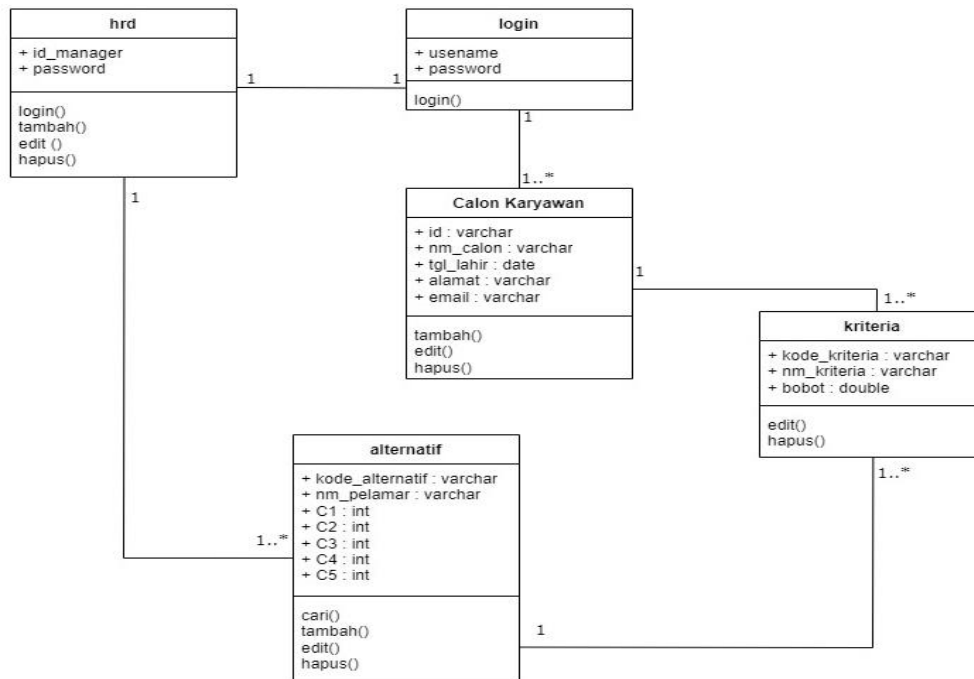 hrd
+ id_manager
+ password
login()
tambah()
edit ()
hapus()
1
1
login
+ usename
+ password
login()
1
1..*
1
Calon Karyawan
+ id : varchar
+ nm_calon : varchar
+ tgl_lahir : date
+ alamat : varchar
+ email : varchar
tambah()
edit()
hapus()
1
1..*
kriteria
+ kode_kriteria : varchar
+ nm_kriteria : varchar
+ bobot : double
edit()
hapus()
1..*
alternatif
+ kode_alternatif : varchar
+ nm_pelamar : varchar
+ C1 : int
+ C2 : int
+ C3 : int
+ C4 : int
+ C5 : int
cari()
tambah()
edit()
hapus()
1..*
1